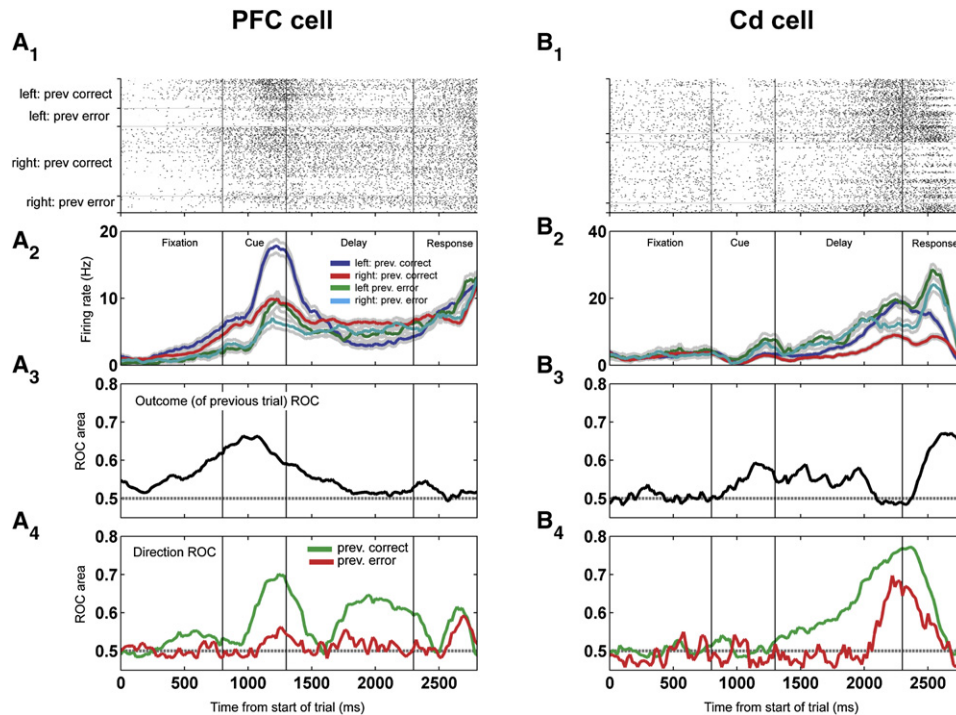 PFC cell
Cd cell
A1
B1
left: prev correct
left: prev error
right: prev correct
right: prev error
A2
20
10
0
Firing rate (Hz)
Fixation
Cue
Delay
Response
left: prev. correct
right: prev. correct
left prev. error
right: prev. error
B2
40
20
0
Fixation
Cue
Delay
Response
A3
0.8
0.7
0.6
0.5
ROC area
Outcome (of previous trial) ROC
B3
0.8
0.7
0.6
0.5
A4
0.8
0.7
0.6
0.5
ROC area
Direction ROC
prev. correct
prev. error
0 500 1000 1500 2000 2500
Time from start of trial (ms)
B4
0.8
0.7
0.6
0.5
0 500 1000 1500 2000 2500
Time from start of trial (ms)